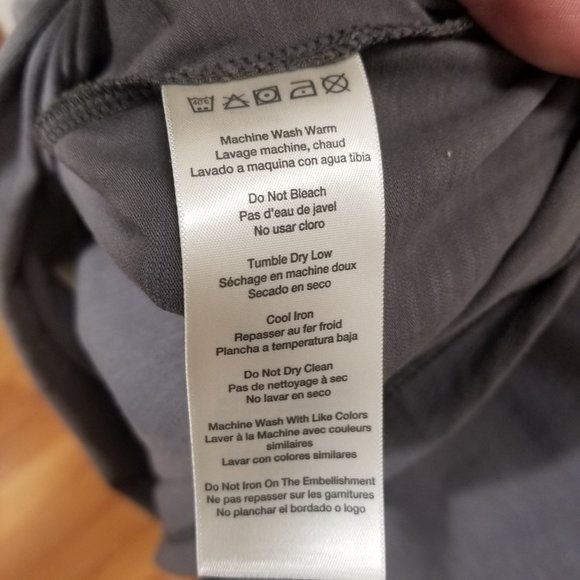 40°C
Machine Wash Warm
Lavage machine, chaud
Lavado a maquina con agua tibia
Do Not Bleach
Pas d'eau de javel
No usar cloro
Tumble Dry Low
Séchage en machine doux
Secado en seco
Cool Iron
Repasser au fer froid
Plancha a temperatura baja
Do Not Dry Clean
Pas de nettoyage à sec
No lavar en seco
Machine Wash With Like Colors
Laver à la Machine avec couleurs
similaires
Lavar con colores similares
Do Not Iron On The Embellishment
Ne pas repasser sur les garnitures
No planchar el bordado o logo